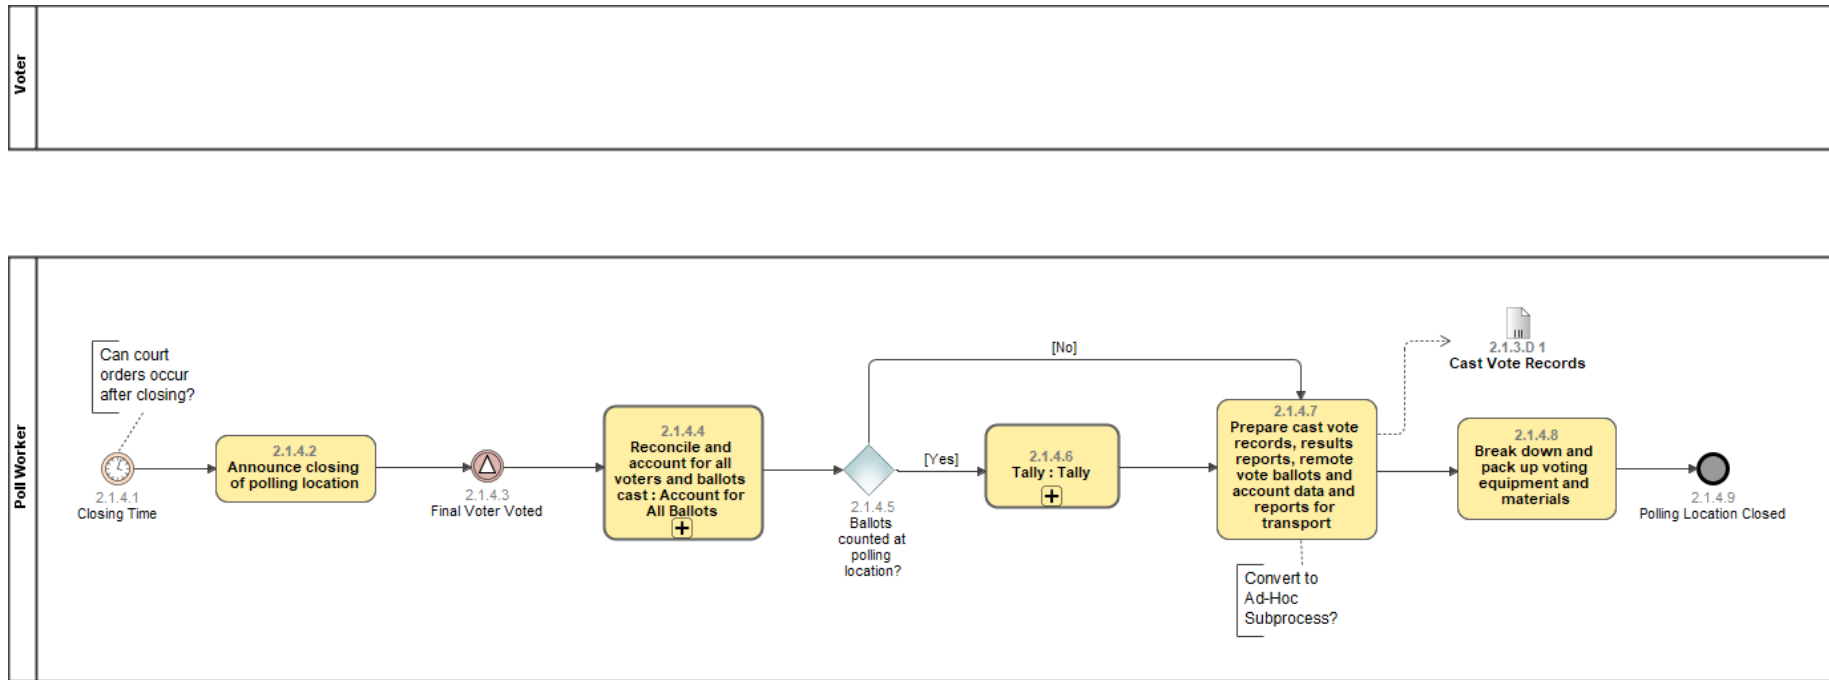 Voter
Poll Worker
Can court
orders occur
after closing?
2.1.4.1
Closing Time
2.1.4.2
Announce closing
of polling location
2.1.4.3
Final Voter Voted
2.1.4.4
Reconcile and
account for all
voters and ballots
cast : Account for
All Ballots
2.1.4.5
Ballots
counted at
polling
location?
[No]
[Yes]
2.1.4.6
Tally : Tally
2.1.4.7
Prepare cast vote
records, results
reports, remote
vote ballots and
account data and
reports for
transport
Convert to
Ad-Hoc
Subprocess?
2.1.3.D 1
Cast Vote Records
2.1.4.8
Break down and
pack up voting
equipment and
materials
2.1.4.9
Polling Location Closed